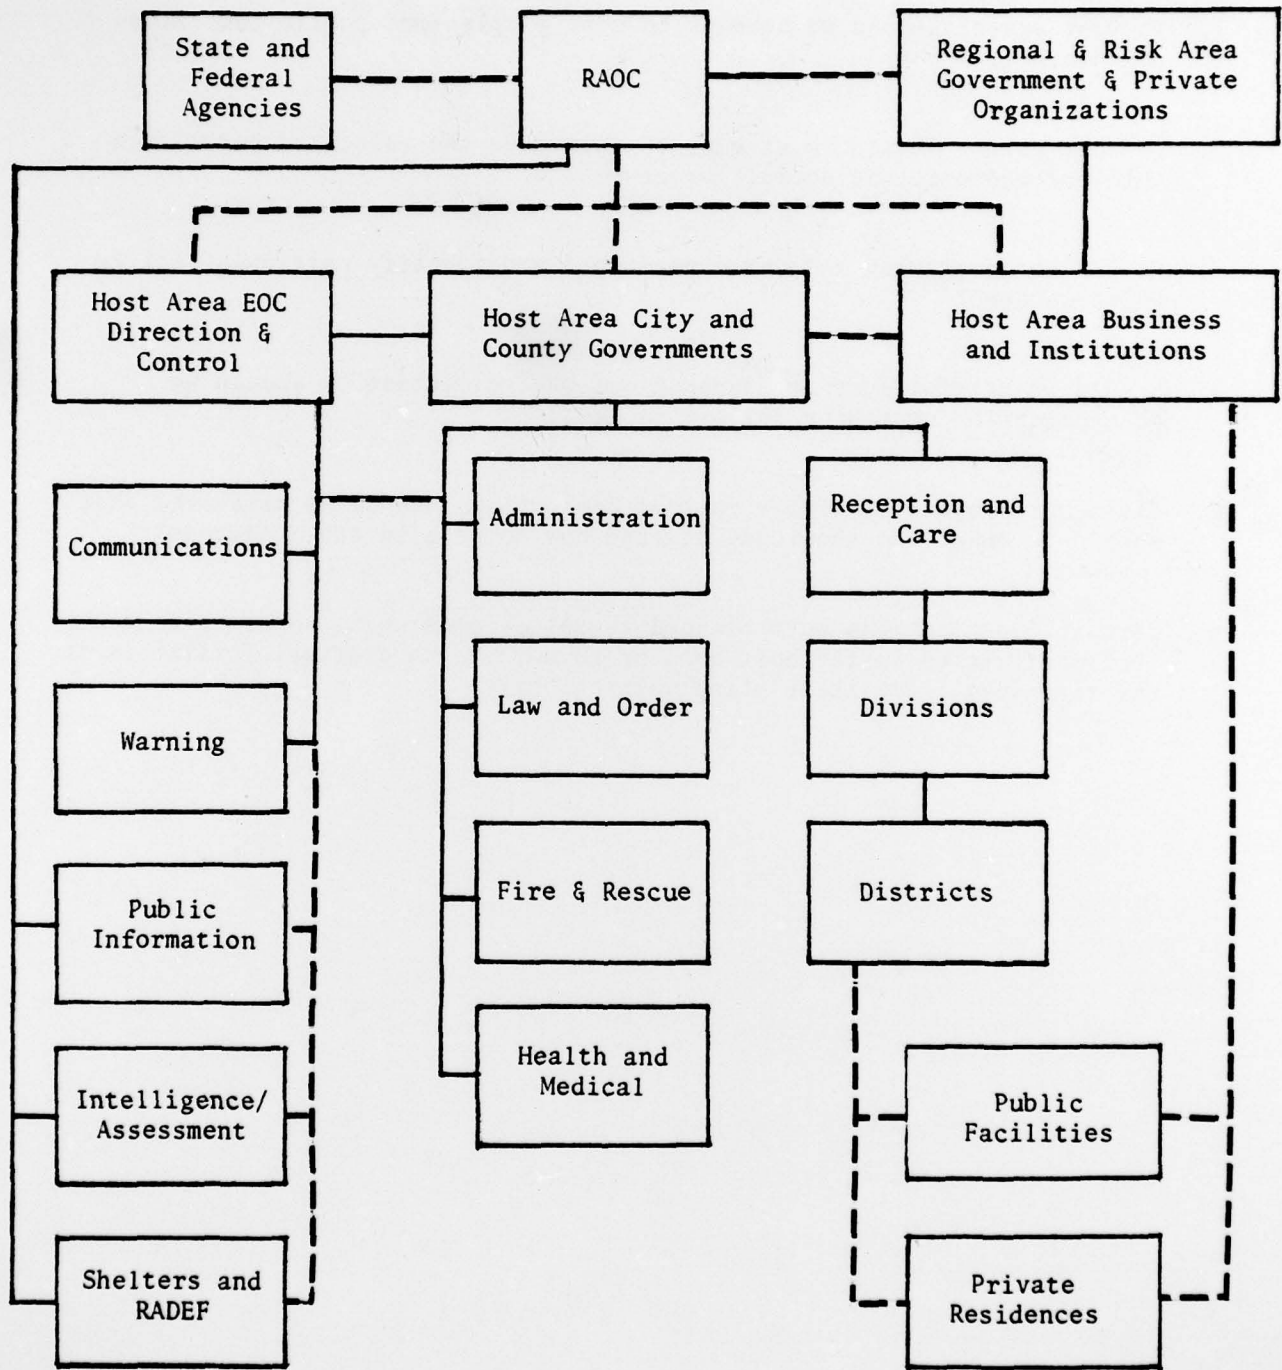 State and
Federal
Agencies
RAOC
Regional & Risk Area
Government & Private
Organizations
Host Area EOC
Direction &
Control
Host Area City and
County Governments
Host Area Business
and Institutions
Communications
Warning
Public
Information
Intelligence/
Assessment
Shelters and
RADEF
Administration
Law and Order
Fire & Rescue
Health and
Medical
Reception and
Care
Divisions
Districts
Public
Facilities
Private
Residences